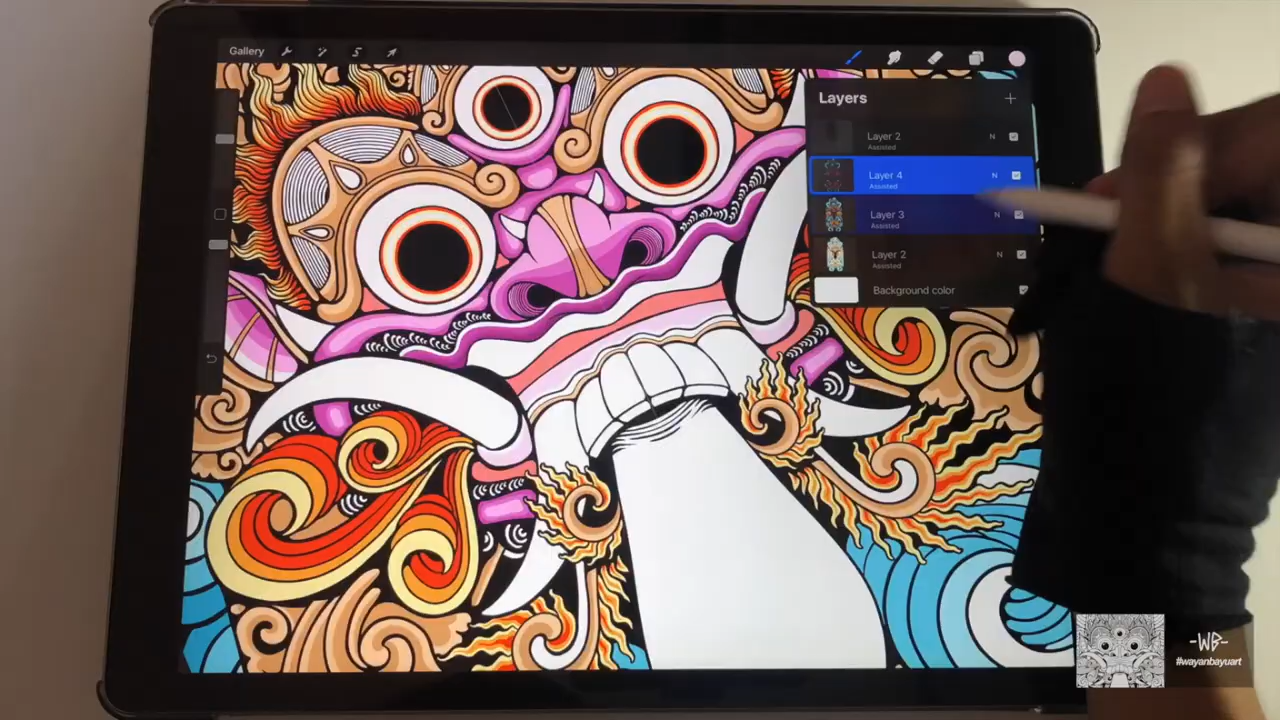 Gallery
Layers
Layer 2
N
Assisted
Layer 4
N
Assisted
Layer 3
N
Assisted
Layer 2
N
Assisted
Background color
-WB-
#wayanbayuart